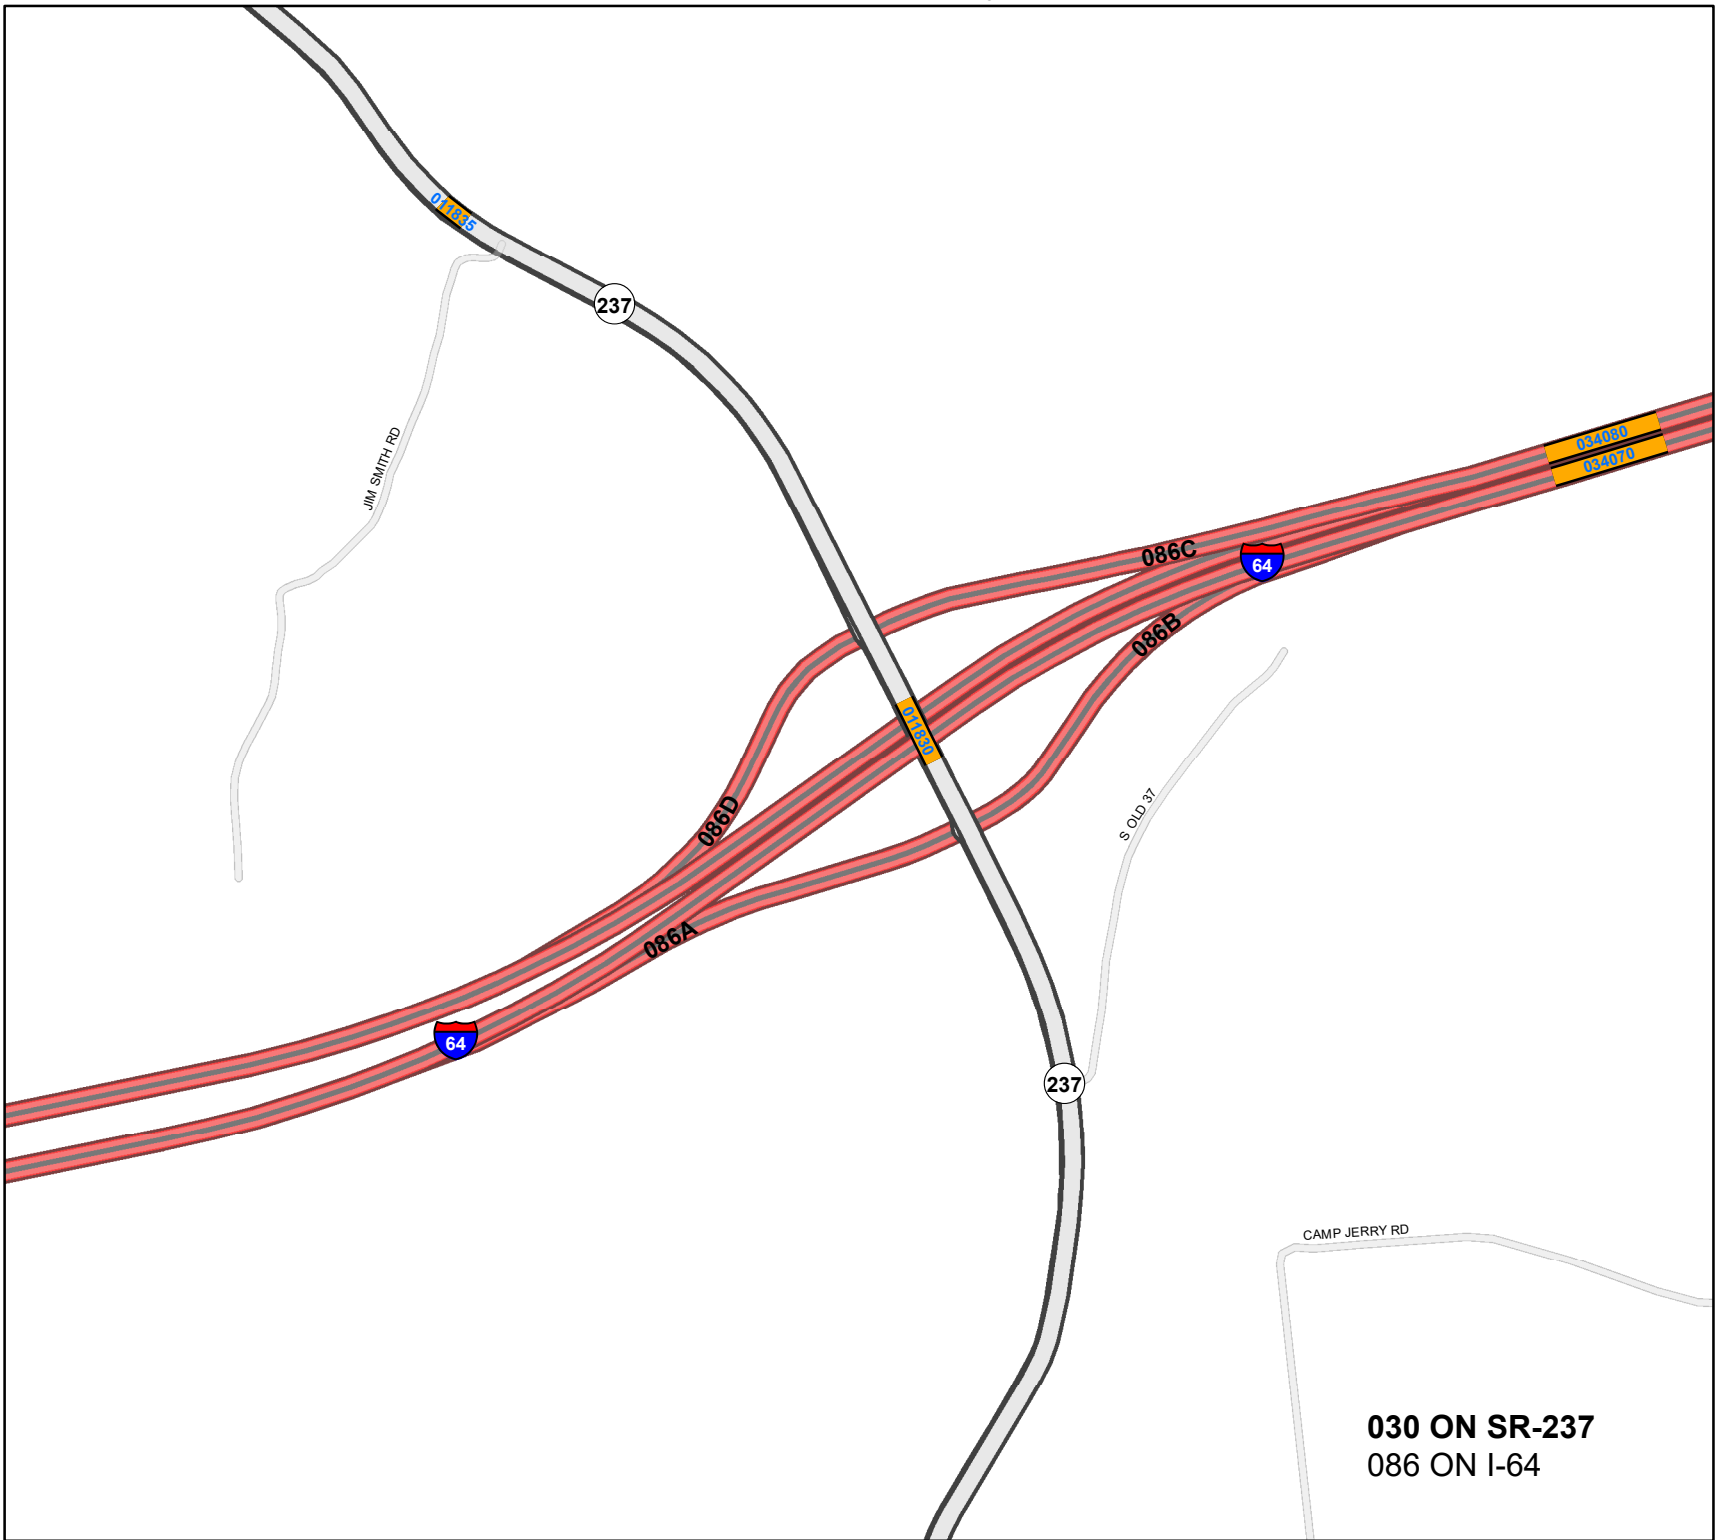 011835
237
JIM SMITH RD
034080
034070
086C
64
086B
011830
086D
S OLD 37
086A
64
237
CAMP JERRY RD
030 ON SR-237
086 ON I-64